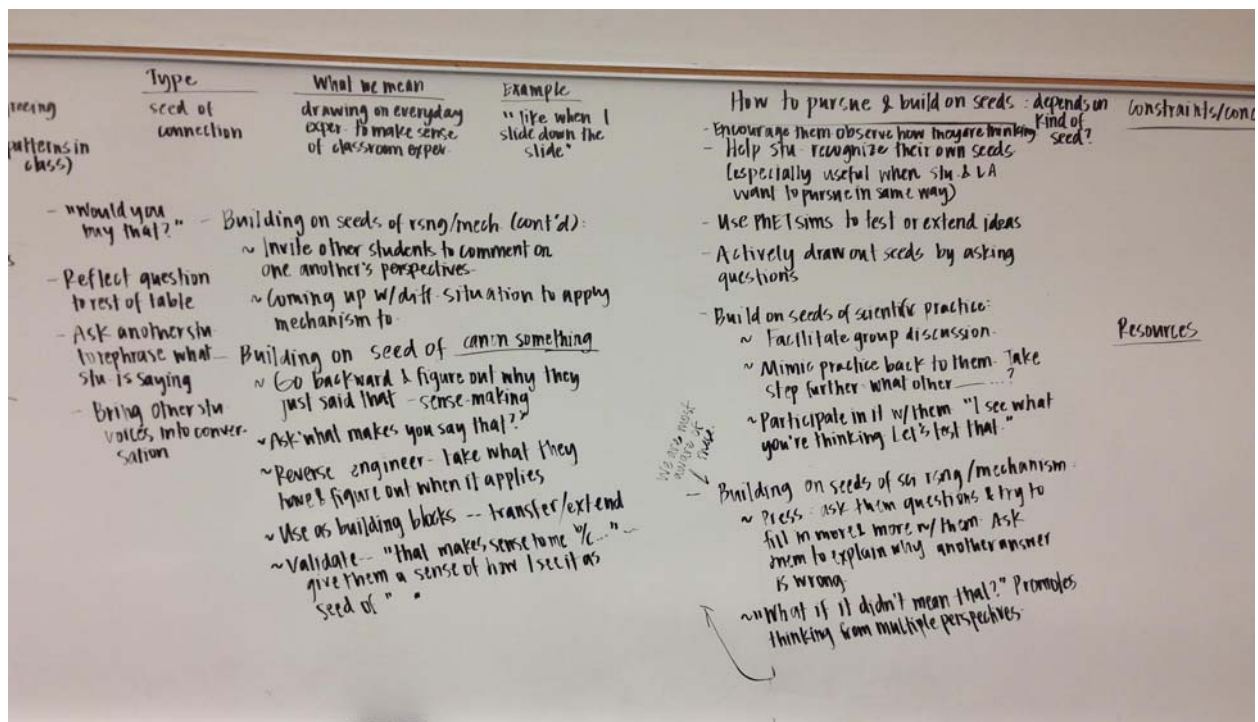 Type
seed of
connection
What we mean
drawing on everyday
exper. to make sense
of classroom exper.
Example
"like when I
slide down the
slide"
patterns in
class)
- "Would you
buy that?"
- Reflect question
to rest of table
- Ask another stu.
to rephrase what
stu. is saying
- Bring other stu.
voices into conver-
sation
- Building on seeds of rsng/mech. (cont'd):
~ Invite other students to comment on
one another's perspectives.
~ Coming up w/ diff. situation to apply
mechanism to.
- Building on seed of canon something
~ Go backward & figure out why they
just said that - sense-making
~ Ask "what makes you say that?"
~ Reverse engineer - take what they
have & figure out when it applies
~ Use as building blocks -- transfer/extend
~ Validate -- "that makes sense to me b/c ..." --
give them a sense of how I see it as
seed of " "
How to pursue & build on seeds : depends on
kind of
seed?
- Encourage them observe how they are thinking
- Help stu. recognize their own seeds
(especially useful when stu. & LA
want to pursue in same way)
- Use PhET sims to test or extend ideas
- Actively draw out seeds by asking
questions
- Build on seeds of scientific practice:
~ Facilitate group discussion.
~ Mimic practice back to them. Take
step further. what other ____...?
~ Participate in it w/ them "I see what
you're thinking. Let's test that."
We are most
aware of
these.
- Building on seeds of sci rsng/mechanism:
~ Press: ask them questions & try to
fill in more & more w/ them. Ask
them to explain why another answer
is wrong.
~ "What if it didn't mean that?" Promotes
thinking from multiple perspectives.
Constraints/conc
Resources